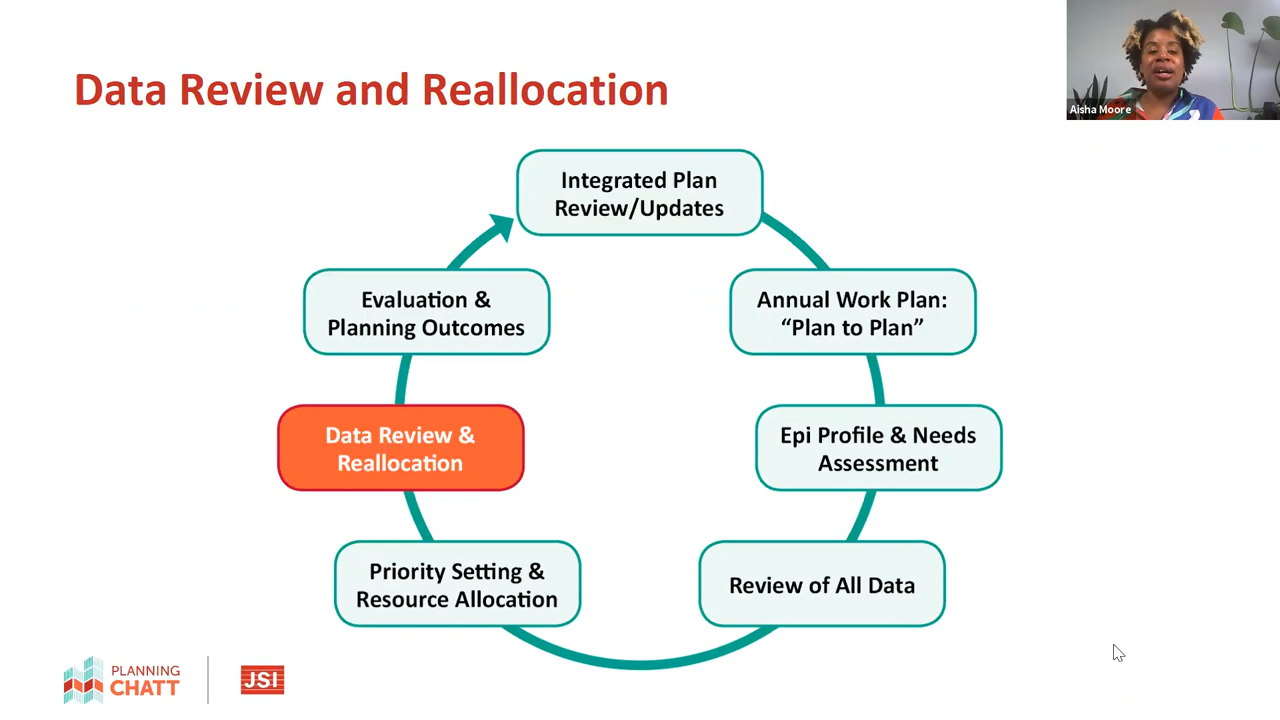 Data Review and Reallocation
Aisha Moore
Integrated Plan
Review/Updates
Evaluation &
Planning Outcomes
Annual Work Plan:
“Plan to Plan”
Data Review &
Reallocation
Epi Profile & Needs
Assessment
Priority Setting &
Resource Allocation
Review of All Data
PLANNING
CHATT
JSI